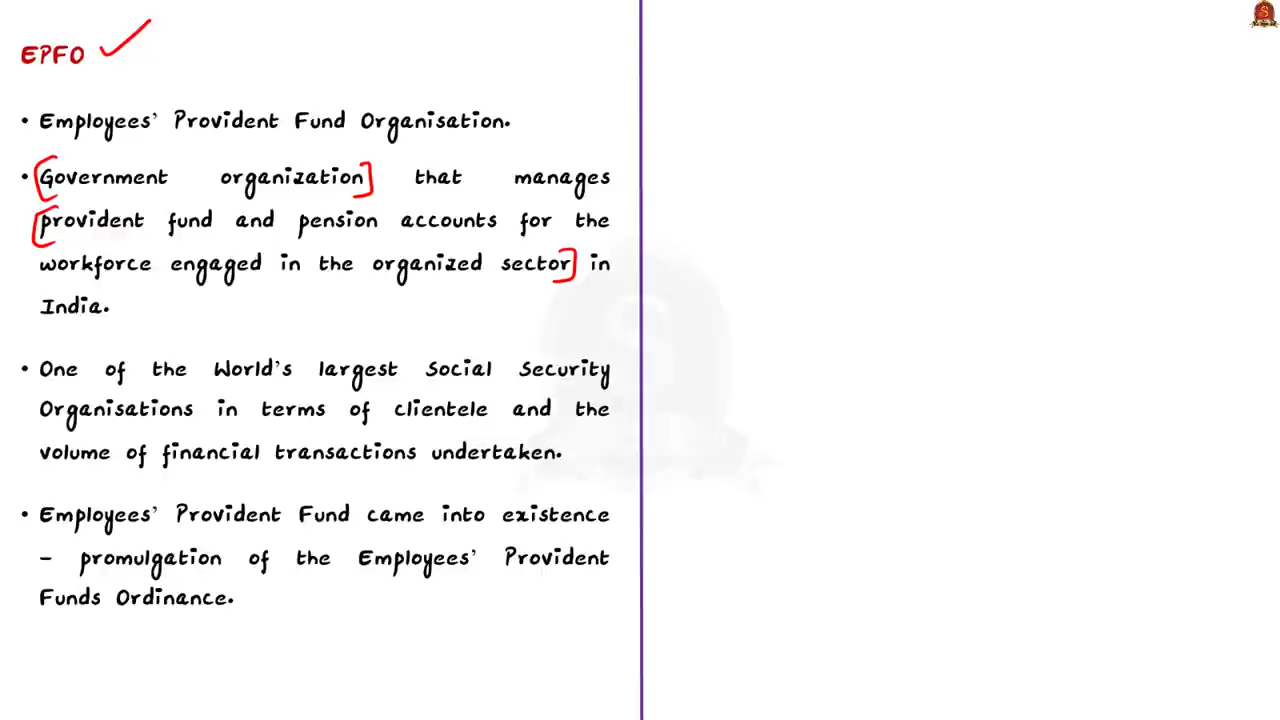 EPFO
• Employees' Provident Fund Organisation.
• Government organization that manages
provident fund and pension accounts for the
workforce engaged in the organized sector in
India.
• One of the World's largest Social Security
Organisations in terms of clientele and the
volume of financial transactions undertaken.
• Employees' Provident Fund came into existence
– promulgation of the Employees' Provident
Funds Ordinance.